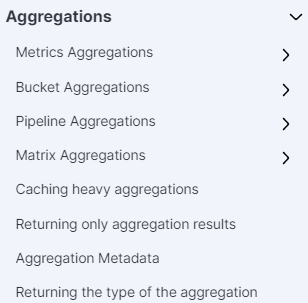 Aggregations
Metrics Aggregations
Bucket Aggregations
Pipeline Aggregations
Matrix Aggregations
Caching heavy aggregations
Returning only aggregation results
Aggregation Metadata
Returning the type of the aggregation